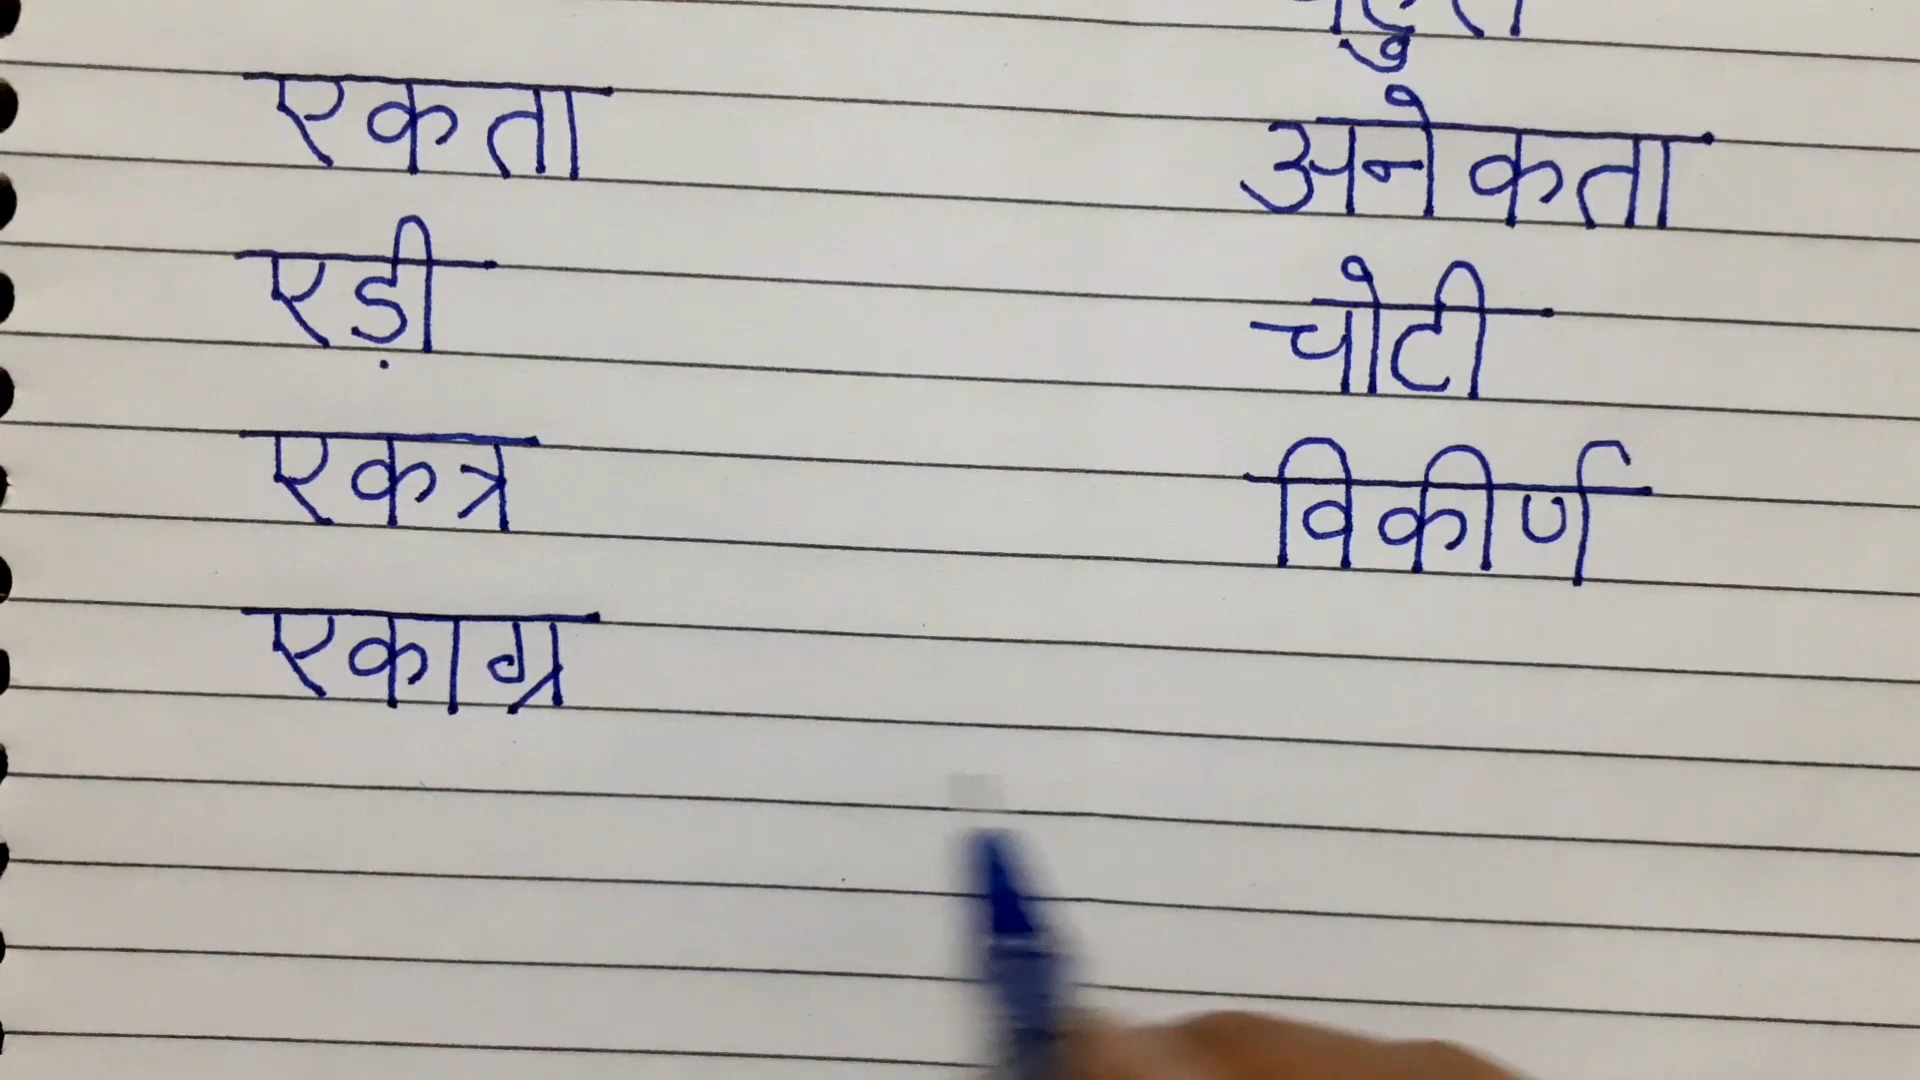 एकता अनेकता
एड़ी चोटी
एकत्र विकीर्ण
एकाग्र